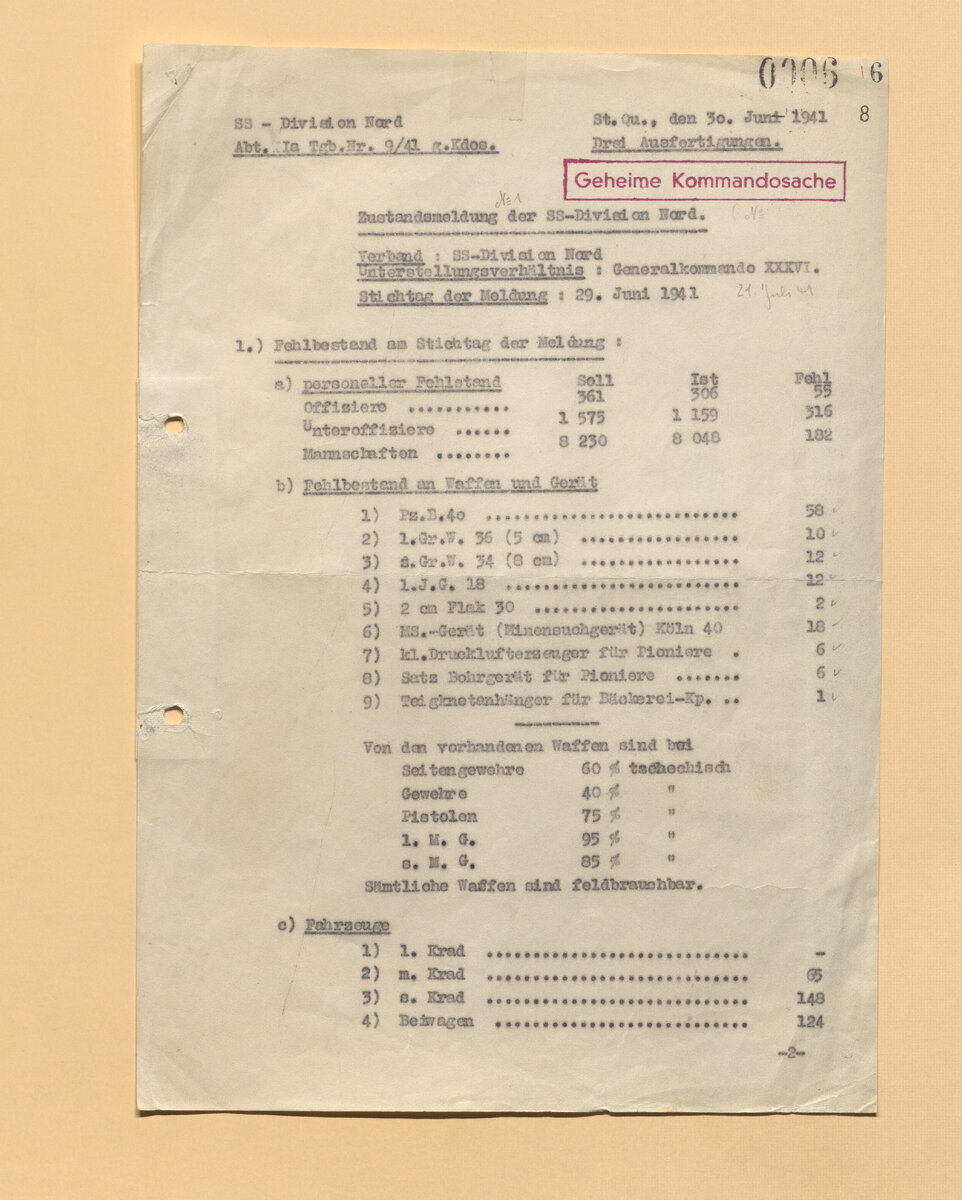 0006 6
8
SS - Division Nord St.Qu., den 30. Juni 1941
Abt. Ia Tgb.Nr. 9/41 g.Kdos. Drei Ausfertigungen.
Geheime Kommandosache
№ 1
Zustandsmeldung der SS-Division Nord.
Verband : SS-Division Nord
Unterstellungsverhältnis : Generalkommando XXXVI.
Stichtag der Meldung : 29. Juni 1941
1.) Fehlbestand am Stichtag der Meldung :
a) personeller Fehlstand Soll Ist Fehl
Offiziere ........... 361 306 55
Unteroffiziere ...... 1 575 1 159 316
Mannschaften ........ 8 230 8 048 182
b) Fehlbestand an Waffen und Gerät
1) Pz.B.40 ........................... 58
2) l.Gr.W. 36 (5 cm) ................. 10
3) s.Gr.W. 34 (8 cm) ................. 12
4) l.J.G. 18 ......................... 12
5) 2 cm Flak 30 ...................... 2
6) MS.-Gerät (Minensuchgerät) Köln 40 18
7) kl.Drucklufterzeuger für Pioniere . 6
8) Satz Bohrgerät für Pioniere ....... 6
9) Teigknetanhänger für Bäckerei-Kp. .. 1
Von den vorhandenen Waffen sind bei
Seitengewehre 60 % tschechisch
Gewehre 40 % "
Pistolen 75 % "
l. M. G. 95 % "
s. M. G. 85 % "
Sämtliche Waffen sind feldbrauchbar.
c) Fahrzeuge
1) l. Krad ............................ -
2) m. Krad ............................ 65
3) s. Krad ............................ 148
4) Beiwagen ........................... 124
-2-